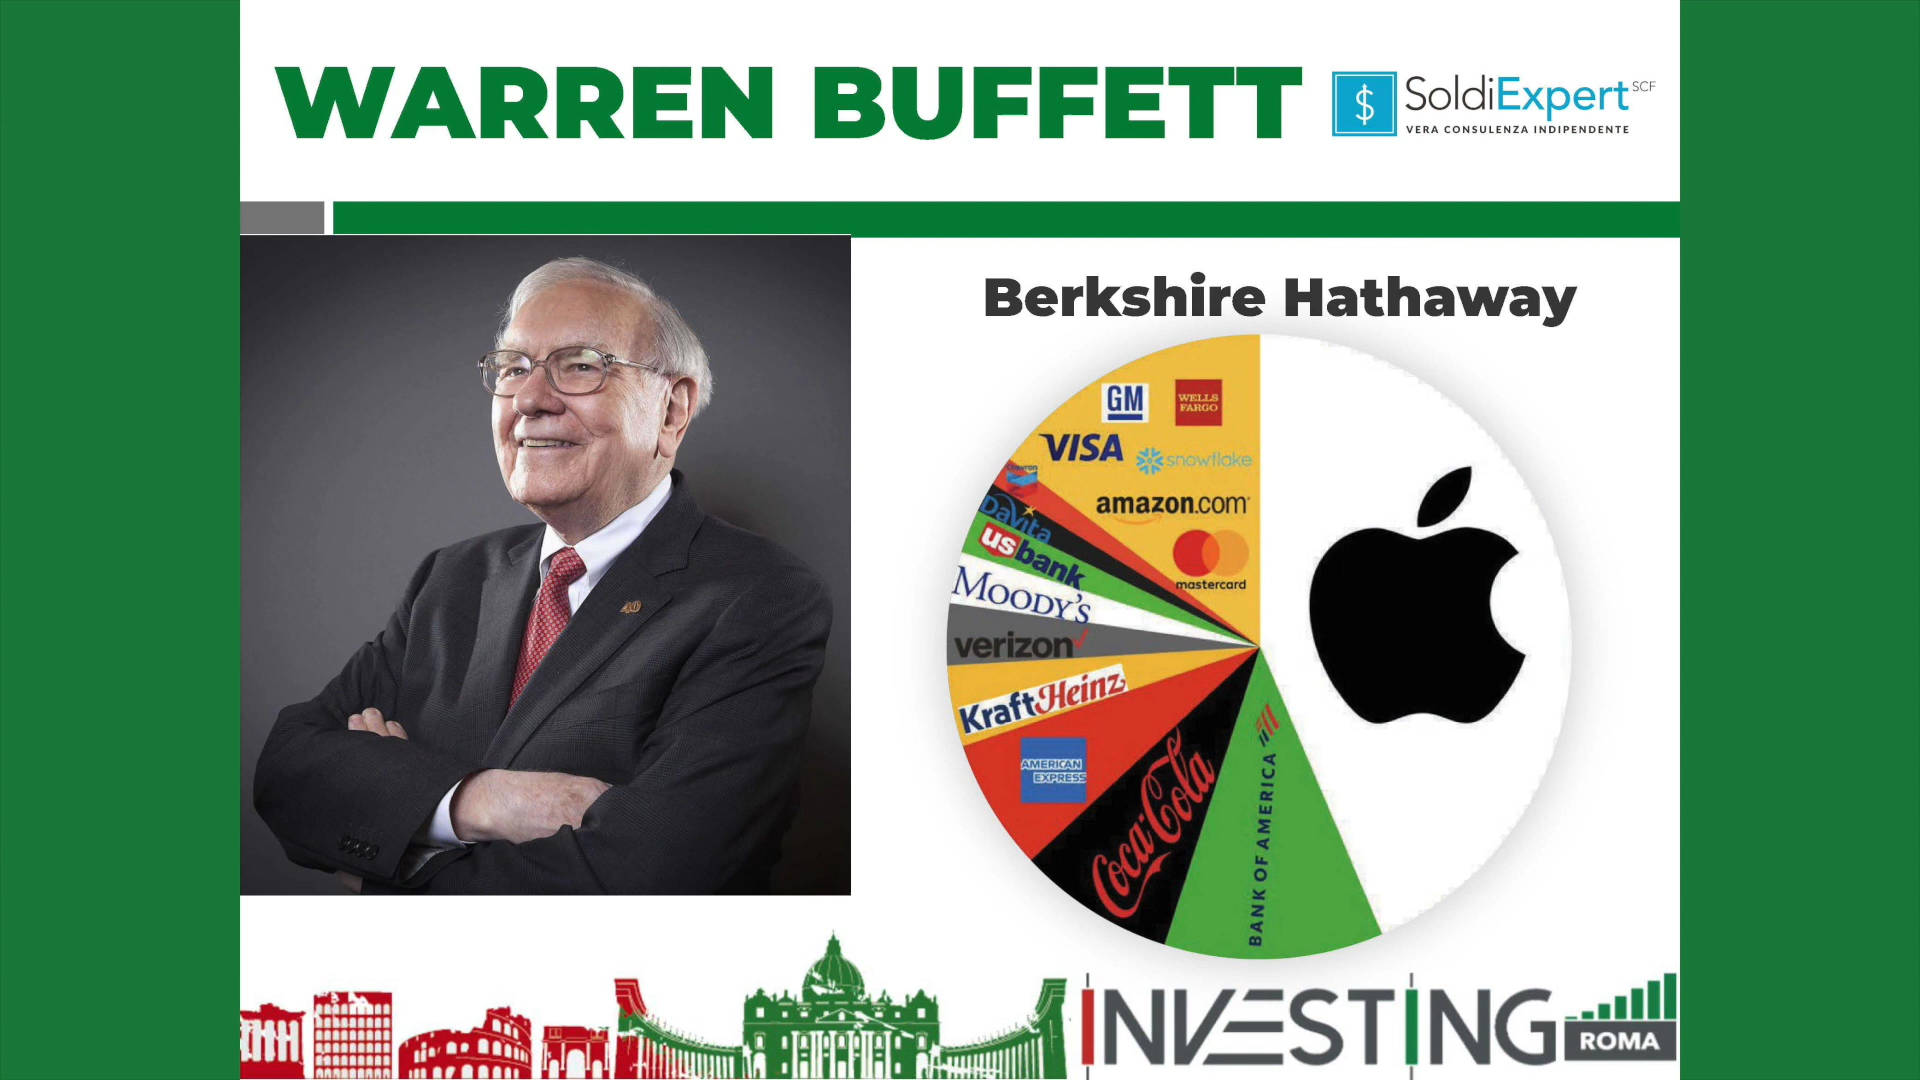 WARREN BUFFETT
$
SoldiExpert SCF
VERA CONSULENZA INDIPENDENTE
Berkshire Hathaway
GM
WELLS
FARGO
VISA
snowflake
Chevron
amazon.com
DaVita
usbank
mastercard
MOODY'S
verizon
KraftHeinz
AMERICAN
EXPRESS
Coca-Cola
BANK OF AMERICA
INVESTING
ROMA